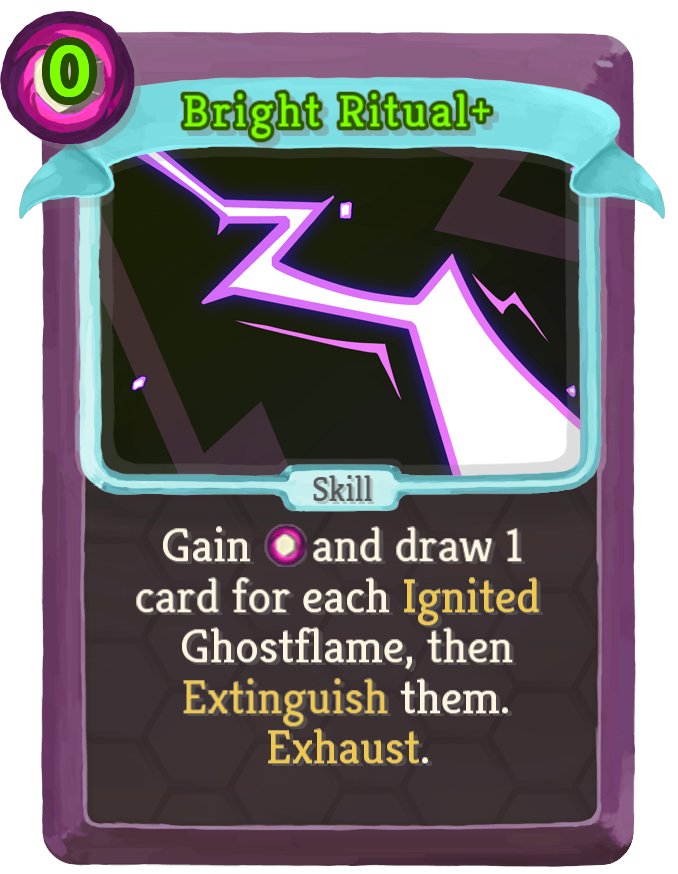 0
Bright Ritual+
Skill
Gain and draw 1
card for each Ignited
Ghostflame, then
Extinguish them.
Exhaust.